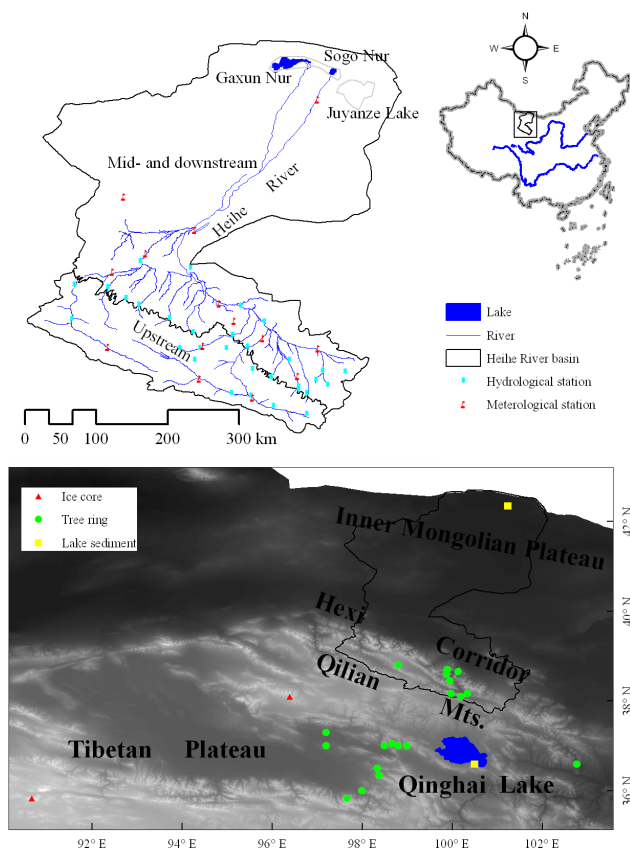 N
W
E
S
Sogo Nur
Gaxun Nur
Juyanze Lake
Mid- and downstream
Heihe River
Upstream
Lake
River
Heihe River basin
Hydrological station
Meterological station
0 50 100 200 300 km
Ice core
Tree ring
Lake sediment
Inner Mongolian Plateau
Hexi Corridor
Qilian Mts.
Tibetan Plateau
Qinghai Lake
42° N
40° N
38° N
36° N
92° E 94° E 96° E 98° E 100° E 102° E